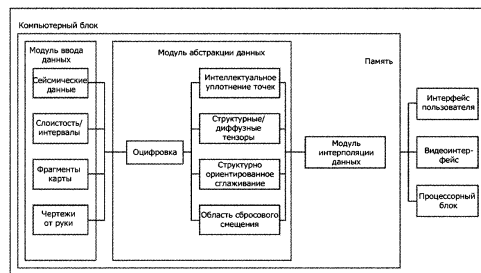 Компьютерный блок
Модуль ввода
данных
Модуль абстракции данных
Память
Сейсмические
данные
Слоистость/
интервалы
Фрагменты
карты
Чертежи
от руки
Оцифровка
Интеллектуальное
уплотнение точек
Структурные/
диффузные
тензоры
Структурно
ориентированное
сглаживание
Область сбросового
смещения
Модуль
интерполяции
данных
Интерфейс
пользователя
Видеоинтер-
фейс
Процессорный
блок